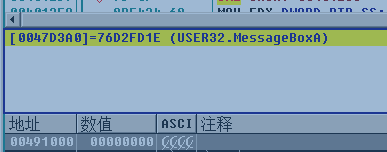 [0047D3A0]=76D2FD1E (USER32.MessageBoxA)
地址 数值 ASCI 注释
00491000 00000000